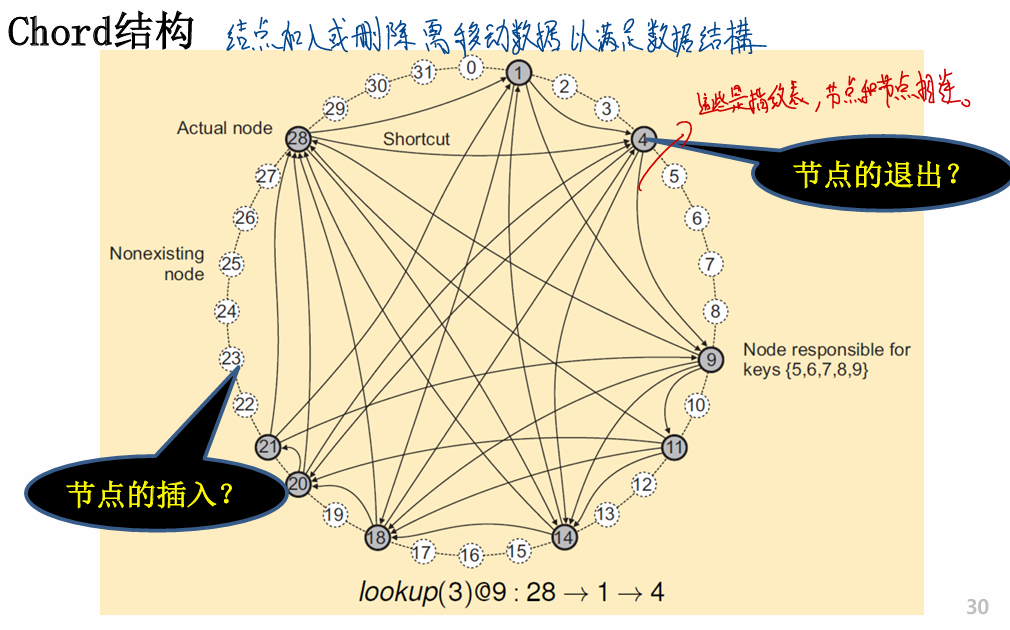 Chord结构
结点加入或删除需移动数据以满足数据结構
这些是指纹表，节点和节点相连。
0
1
2
3
4
5
6
7
8
9
10
11
12
13
14
15
16
17
18
19
20
21
22
23
24
25
26
27
28
29
30
31
Actual node
Shortcut
节点的退出？
Nonexisting
node
Node responsible for
keys {5,6,7,8,9}
节点的插入？
lookup(3)@9 : 28 → 1 → 4
30